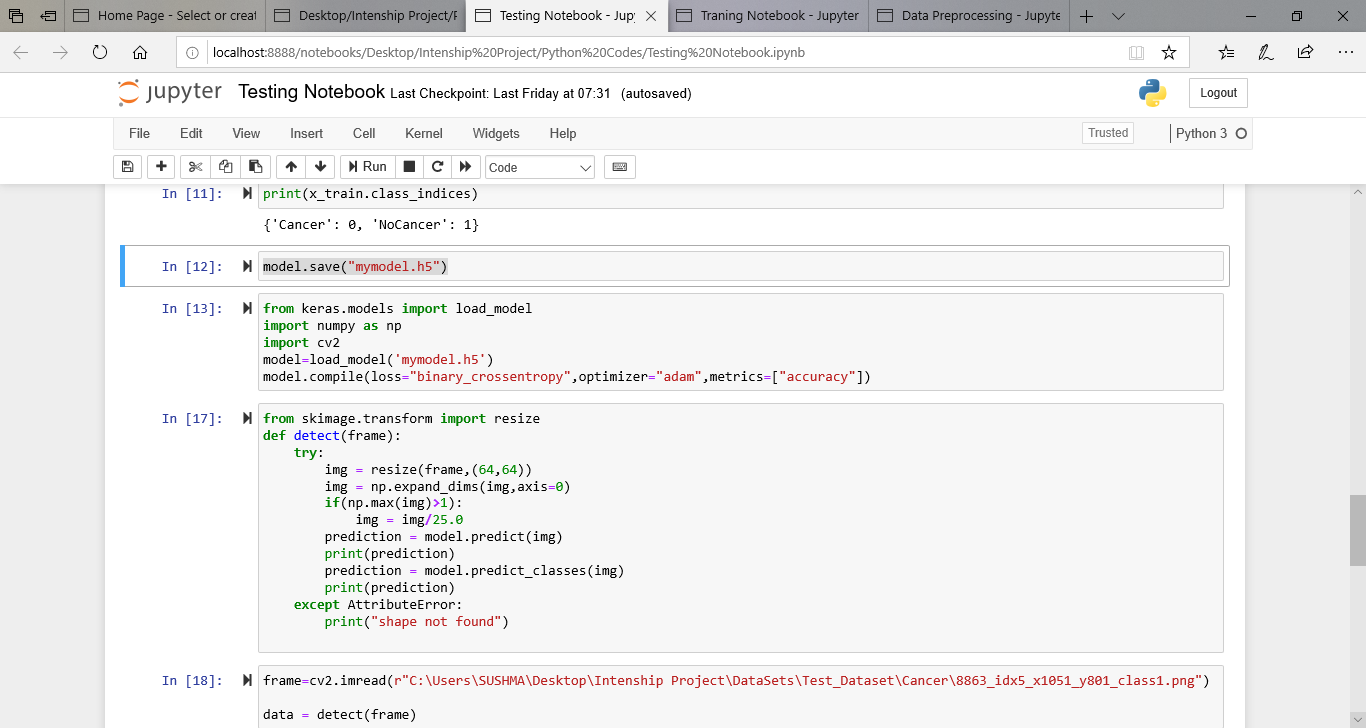 Home Page - Select or creat
Desktop/Intenship Project/P
Testing Notebook - Jup
Traning Notebook - Jupyter
Data Preprocessing - Jupyte
localhost:8888/notebooks/Desktop/Intenship%20Project/Python%20Codes/Testing%20Notebook.ipynb
jupyter Testing Notebook Last Checkpoint: Last Friday at 07:31 (autosaved)
Logout
File Edit View Insert Cell Kernel Widgets Help
Trusted
Python 3
Run
Code
In [11]: print(x_train.class_indices)
{'Cancer': 0, 'NoCancer': 1}
In [12]: model.save("mymodel.h5")
In [13]: from keras.models import load_model
import numpy as np
import cv2
model=load_model('mymodel.h5')
model.compile(loss="binary_crossentropy",optimizer="adam",metrics=["accuracy"])
In [17]: from skimage.transform import resize
def detect(frame):
    try:
        img = resize(frame,(64,64))
        img = np.expand_dims(img,axis=0)
        if(np.max(img)>1):
            img = img/25.0
        prediction = model.predict(img)
        print(prediction)
        prediction = model.predict_classes(img)
        print(prediction)
    except AttributeError:
        print("shape not found")
In [18]: frame=cv2.imread(r"C:\Users\SUSHMA\Desktop\Intenship Project\DataSets\Test_Dataset\Cancer\8863_idx5_x1051_y801_class1.png")
data = detect(frame)